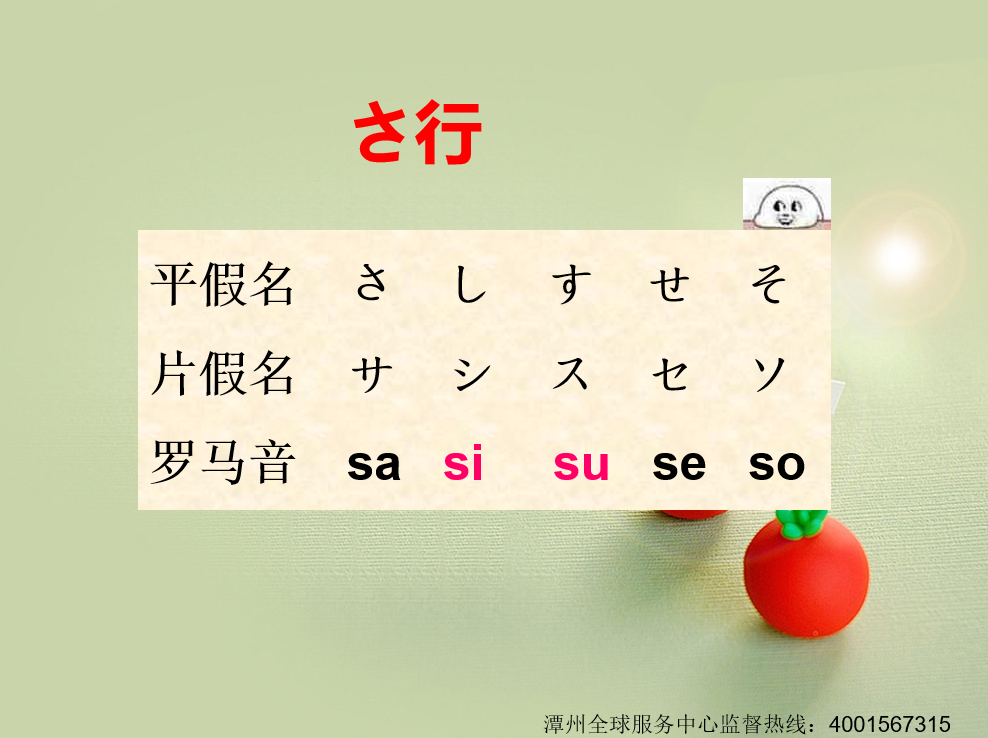 さ行
平假名 さ し す せ そ
片假名 サ シ ス セ ソ
罗马音 sa si su se so
潭州全球服务中心监督热线：4001567315